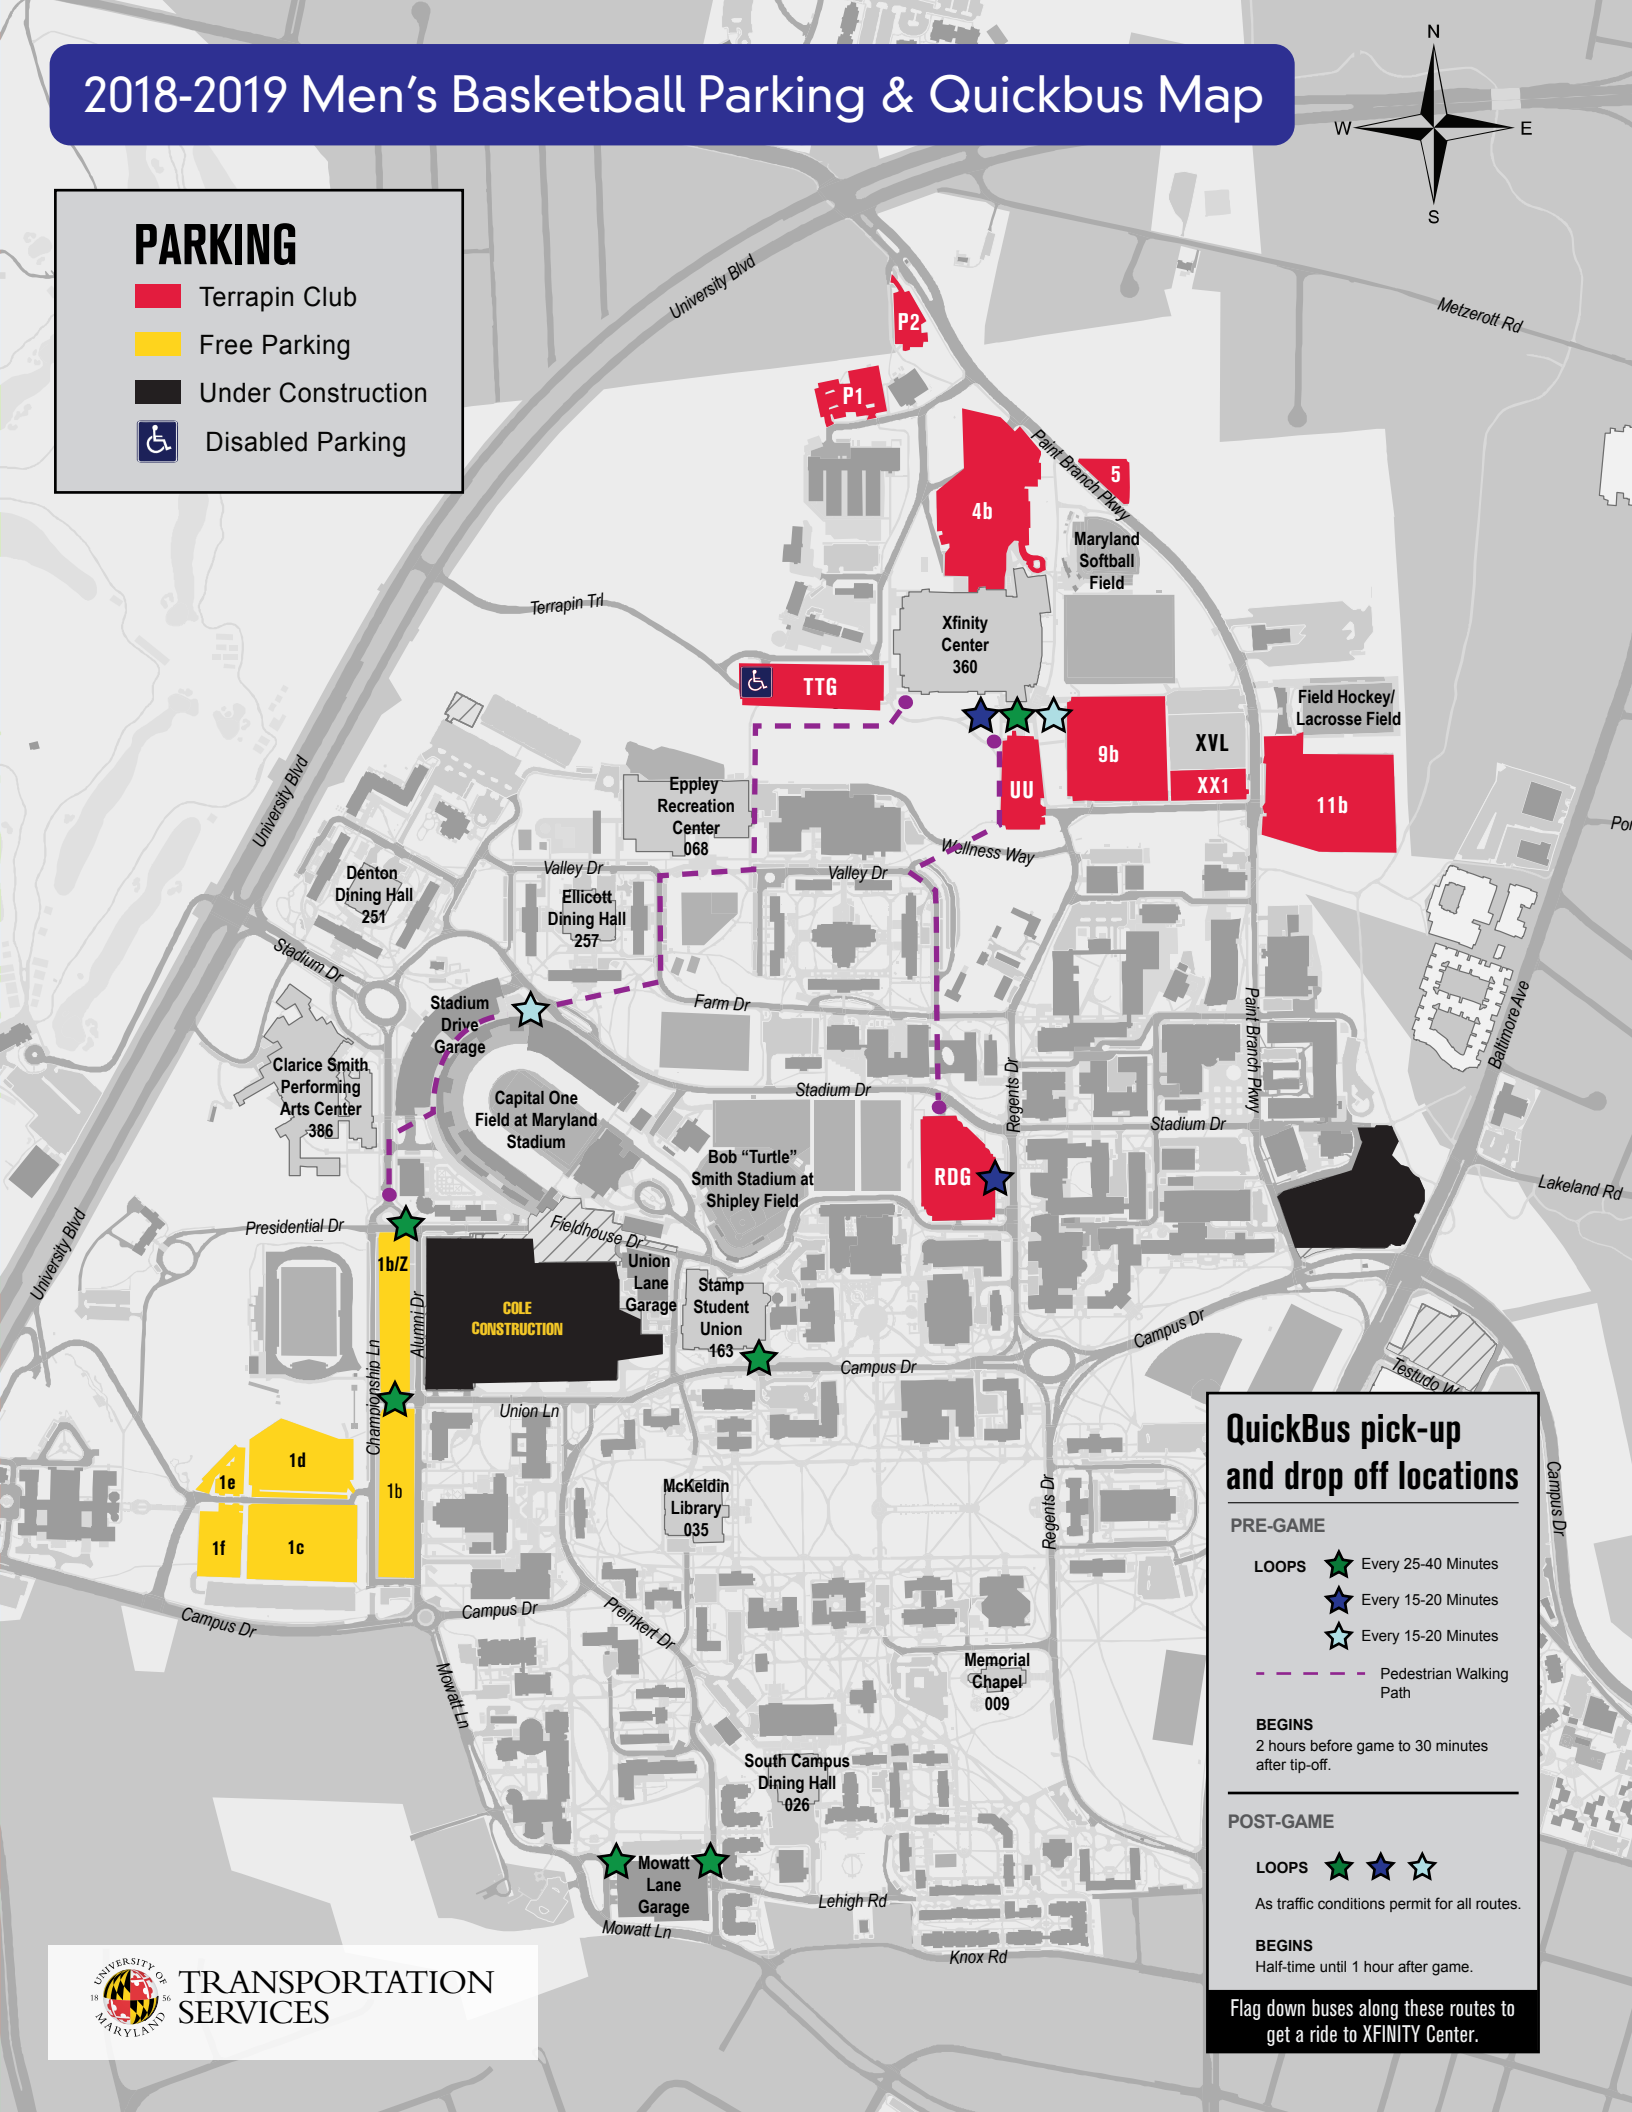 2018-2019 Men's Basketball Parking & Quickbus Map
N
W
E
S
PARKING
Terrapin Club
Free Parking
Under Construction
Disabled Parking
University Blvd
Metzerott Rd
P2
P1
Paint Branch Pkwy
5
4b
Maryland
Softball
Field
Terrapin Trl
Xfinity
Center
360
TTG
Field Hockey/
Lacrosse Field
9b
XVL
XX1
UU
11b
University Blvd
Eppley
Recreation
Center
068
Wellness Way
Valley Dr
Valley Dr
Denton
Dining Hall
251
Ellicott
Dining Hall
257
Stadium Dr
Stadium
Drive
Garage
Farm Dr
Paint Branch Pkwy
Baltimore Ave
Clarice Smith
Performing
Arts Center
386
Capital One
Field at Maryland
Stadium
Stadium Dr
Regents Dr
Stadium Dr
Bob “Turtle”
Smith Stadium at
Shipley Field
RDG
Lakeland Rd
University Blvd
Presidential Dr
Fieldhouse Dr
1b/Z
Union
Lane
Garage
Stamp
Student
Union
163
COLE
CONSTRUCTION
Alumni Dr
Championship Ln
Campus Dr
Campus Dr
Testudo W
Union Ln
1d
1e
1b
1f
1c
McKeldin
Library
035
Regents Dr
Campus Dr
Campus Dr
Campus Dr
Preinkert Dr
Mowatt Ln
Memorial
Chapel
009
South Campus
Dining Hall
026
Mowatt
Lane
Garage
Lehigh Rd
Mowatt Ln
Knox Rd
QuickBus pick-up
and drop off locations
PRE-GAME
LOOPS Every 25-40 Minutes
Every 15-20 Minutes
Every 15-20 Minutes
Pedestrian Walking
Path
BEGINS
2 hours before game to 30 minutes
after tip-off.
POST-GAME
LOOPS
As traffic conditions permit for all routes.
BEGINS
Half-time until 1 hour after game.
Flag down buses along these routes to
get a ride to XFINITY Center.
UNIVERSITY OF
18 56
MARYLAND
TRANSPORTATION
SERVICES